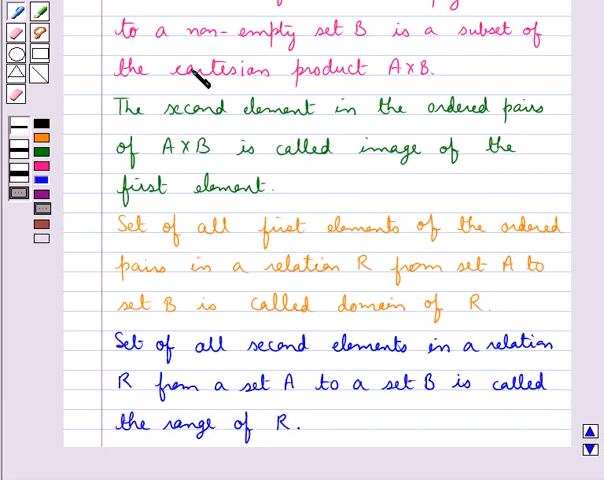 to a non-empty set B is a subset of
the cartesian product A×B.
The second element in the ordered pairs
of A×B is called image of the
first element.
Set of all first elements of the ordered
pairs in a relation R from set A to
set B is called domain of R.
Set of all second elements in a relation
R from a set A to a set B is called
the range of R.